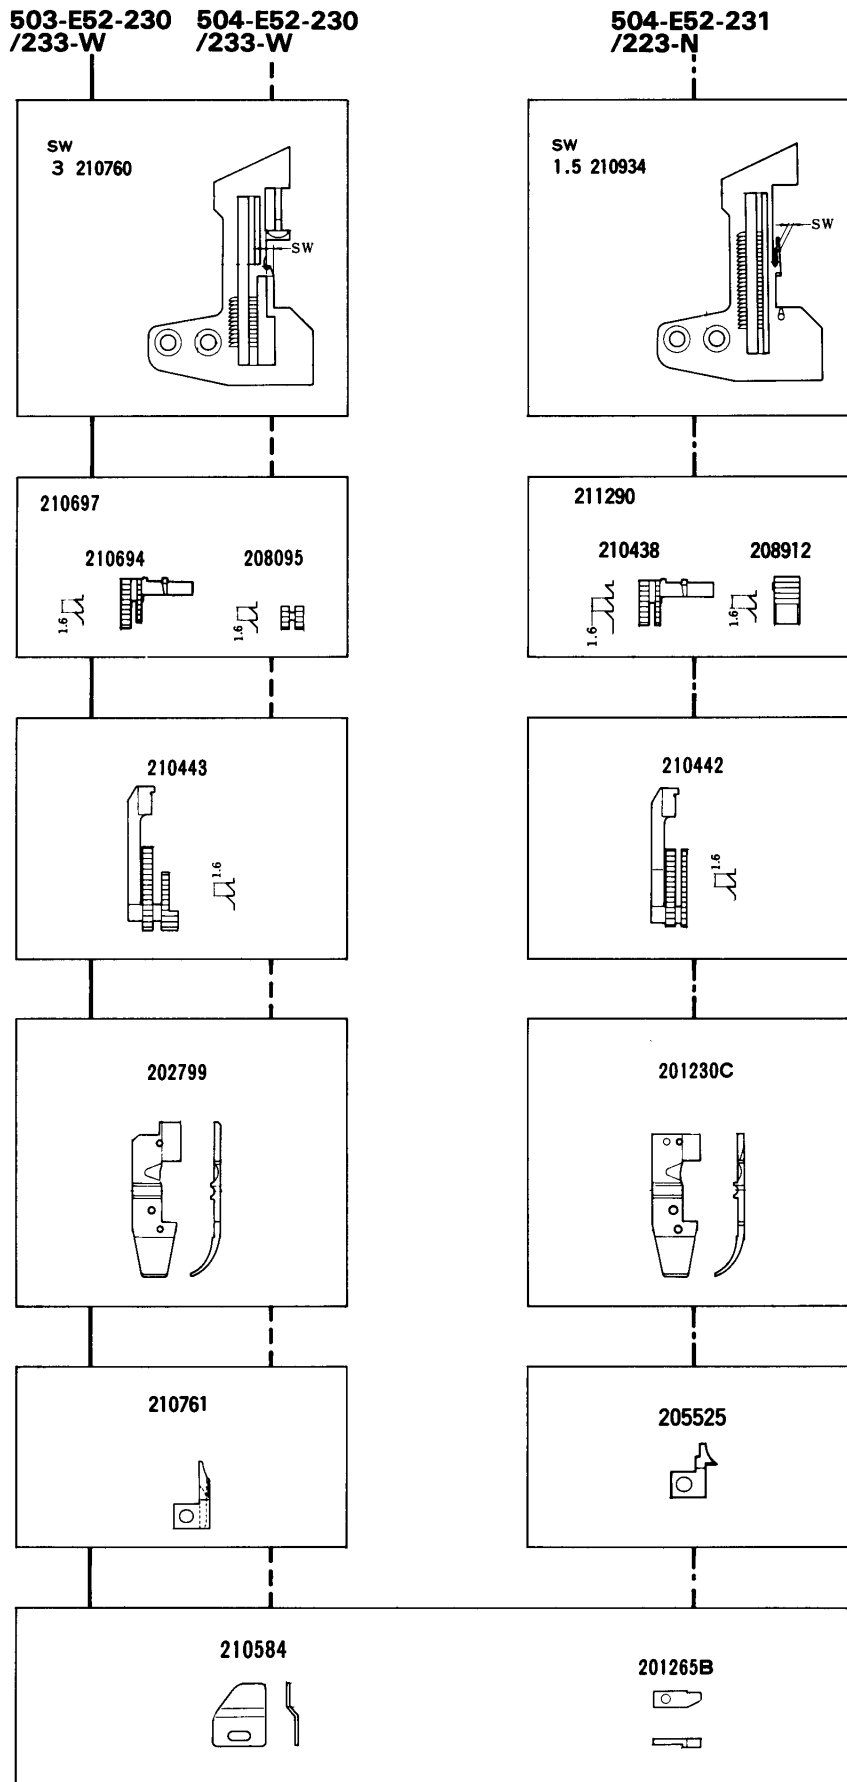 503-E52-230
/233-W
504-E52-230
/233-W
504-E52-231
/223-N
SW
3 210760
SW
SW
1.5 210934
SW
210697
210694
1.6
208095
1.6
211290
210438
1.6
208912
1.6
210443
1.6
210442
1.6
202799
201230C
210761
205525
210584
201265B